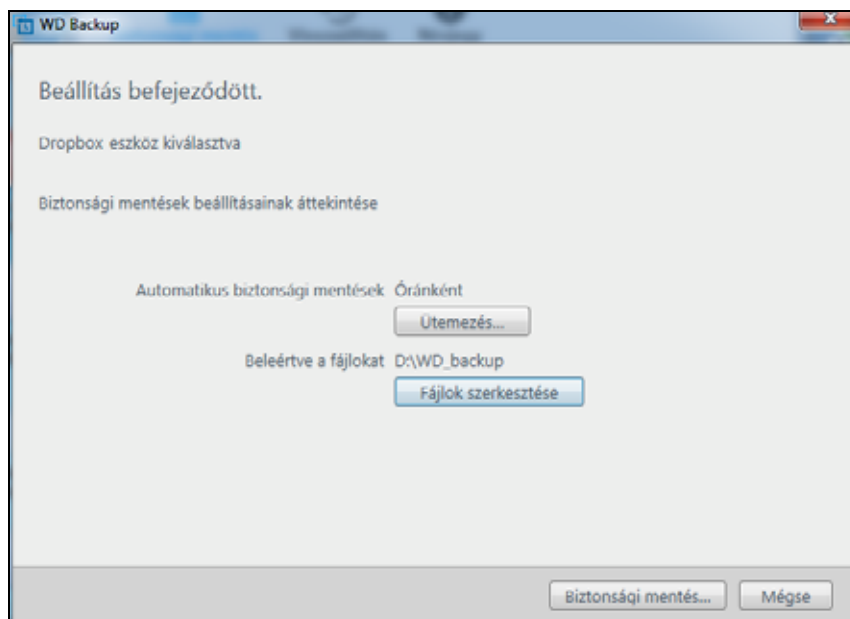 WD Backup
Beállítás befejeződött.
Dropbox eszköz kiválasztva
Biztonsági mentések beállításainak áttekintése
Automatikus biztonsági mentések Óránként
Ütemezés...
Beleértve a fájlokat D:\WD_backup
Fájlok szerkesztése
Biztonsági mentés... Mégse